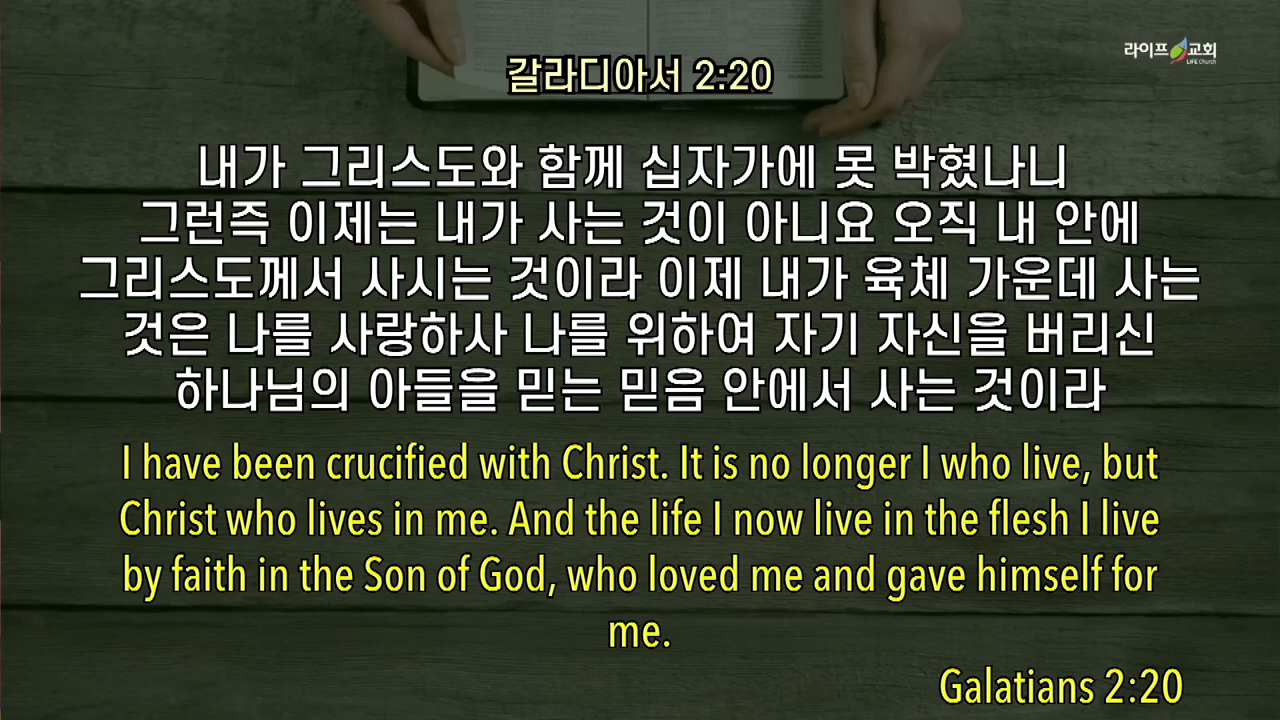 라이프 교회
LIFE Church
갈라디아서 2:20
내가 그리스도와 함께 십자가에 못 박혔나니
그런즉 이제는 내가 사는 것이 아니요 오직 내 안에
그리스도께서 사시는 것이라 이제 내가 육체 가운데 사는
것은 나를 사랑하사 나를 위하여 자기 자신을 버리신
하나님의 아들을 믿는 믿음 안에서 사는 것이라
I have been crucified with Christ. It is no longer I who live, but
Christ who lives in me. And the life I now live in the flesh I live
by faith in the Son of God, who loved me and gave himself for
me.
Galatians 2:20